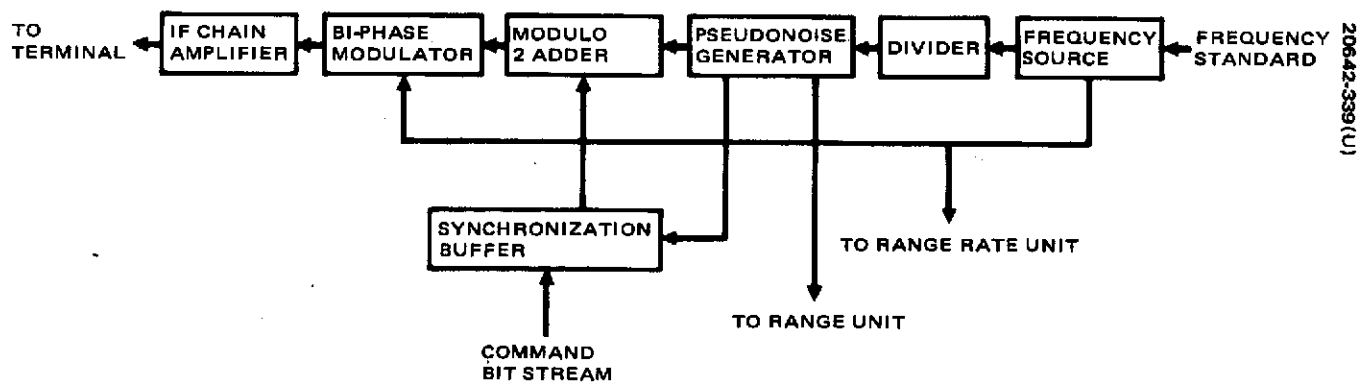 TO
TERMINAL
IF CHAIN
AMPLIFIER
BI-PHASE
MODULATOR
MODULO
2 ADDER
PSEUDONOISE
GENERATOR
DIVIDER
FREQUENCY
SOURCE
FREQUENCY
STANDARD
20642-339(U)
SYNCHRONIZATION
BUFFER
TO RANGE RATE UNIT
TO RANGE UNIT
COMMAND
BIT STREAM